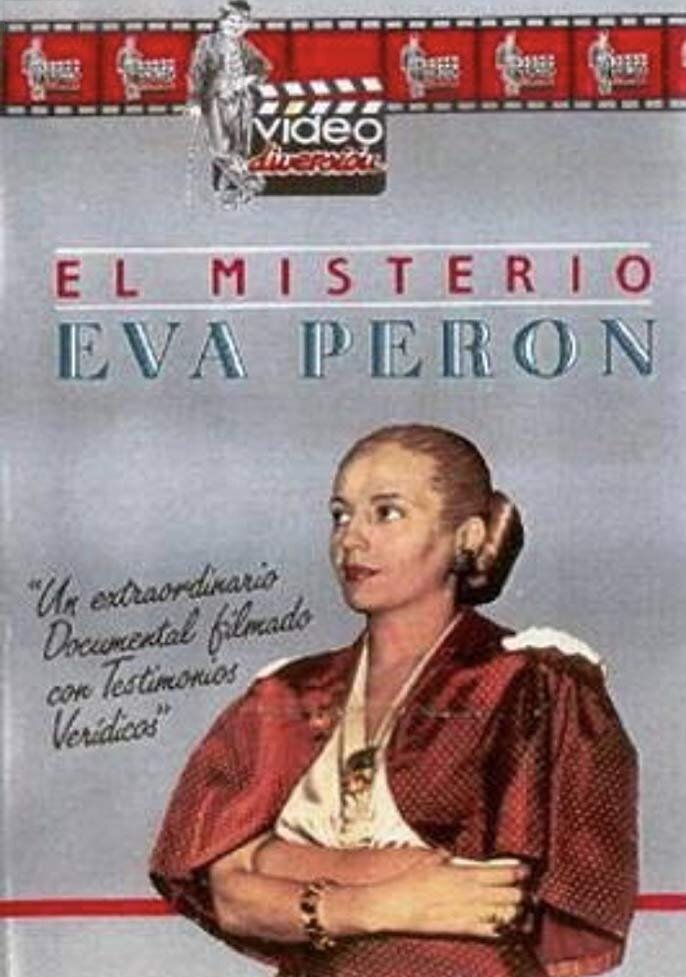 video
diversión
EL MISTERIO
EVA PERON
"Un extraordinario
Documental filmado
con Testimonios
Verídicos"